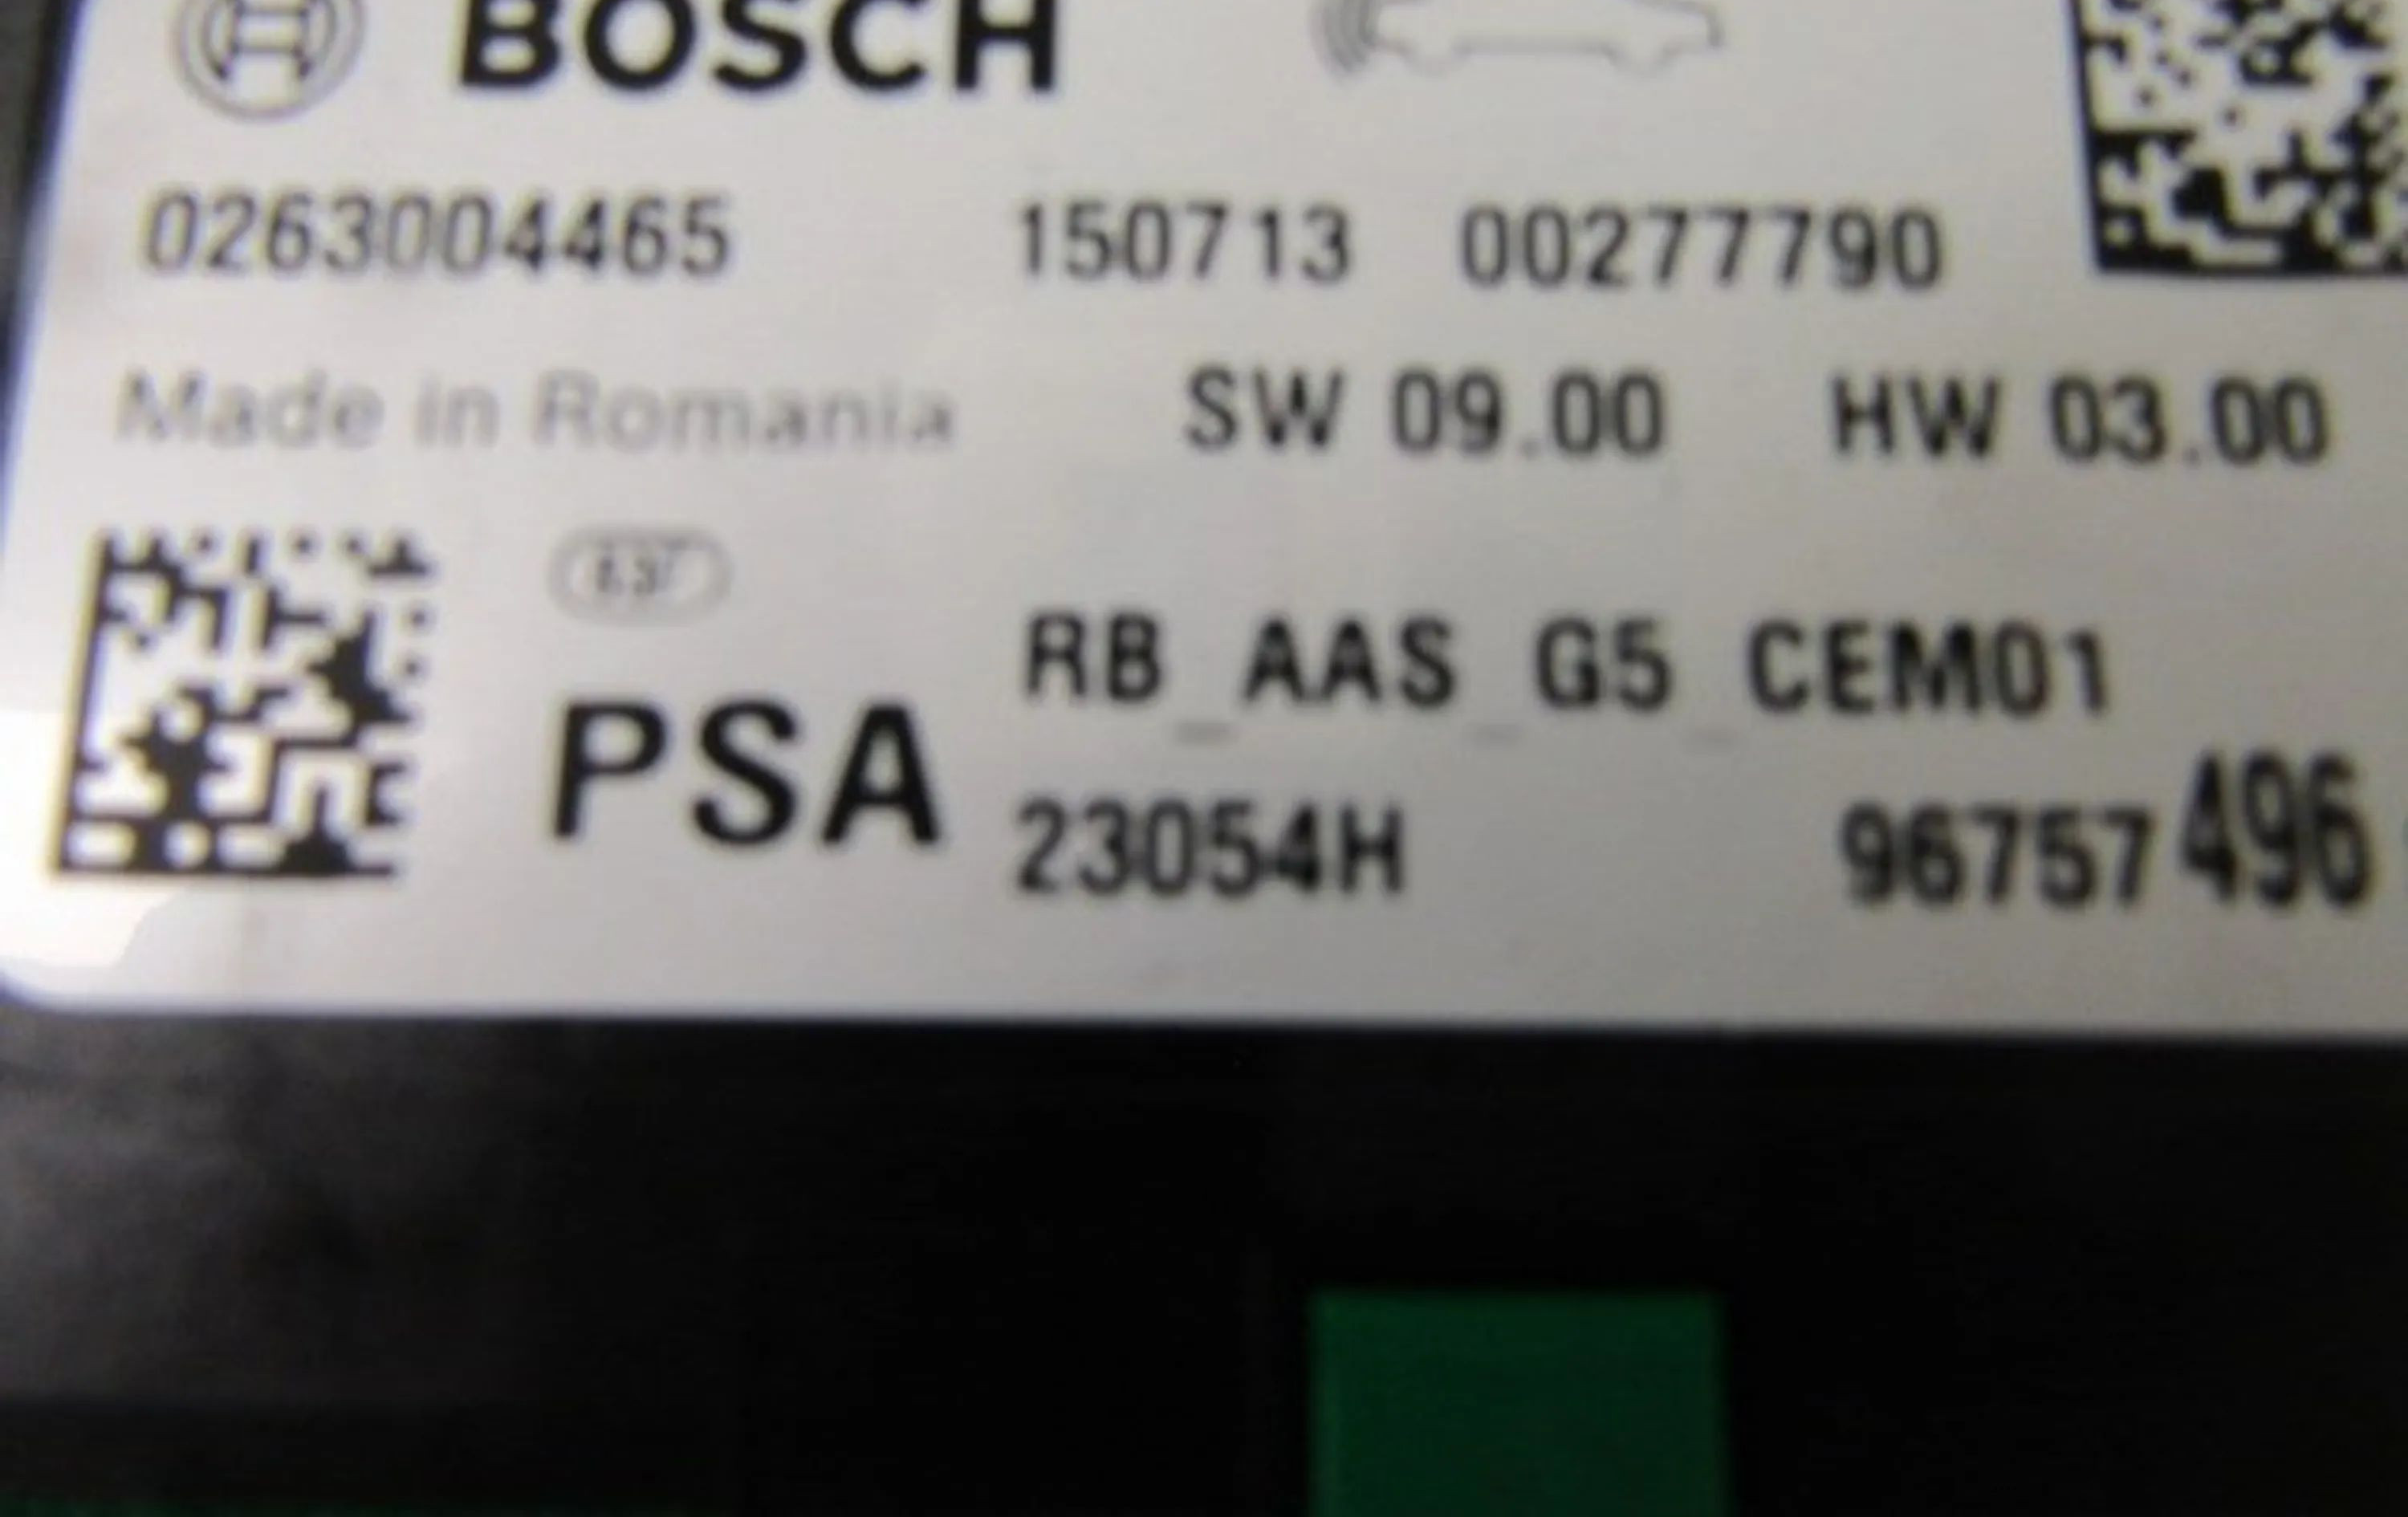 BOSCH
0263004465 150713 00277790
Made in Romania SW 09.00 HW 03.00
PSA RB_AAS_G5_CEM01
23054H 96757496